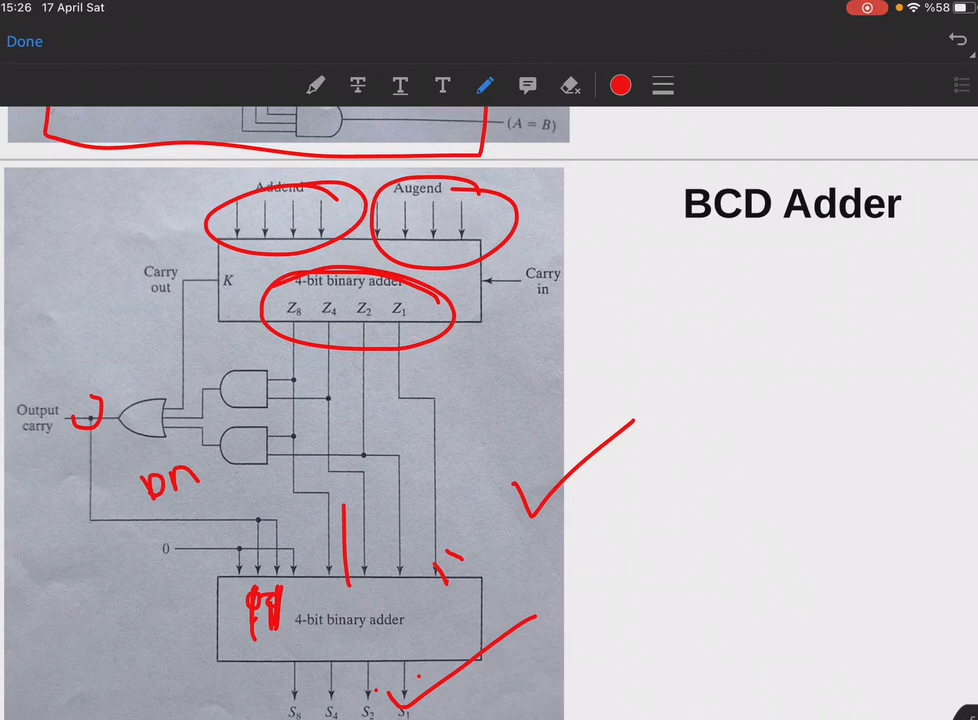 15:26 17 April Sat
%58
Done
T T T
(A = B)
BCD Adder
Addend
Augend
Carry
out
K
4-bit binary adder
Carry
in
Z8 Z4 Z2 Z1
Output
carry
0
4-bit binary adder
S8 S4 S2 S1